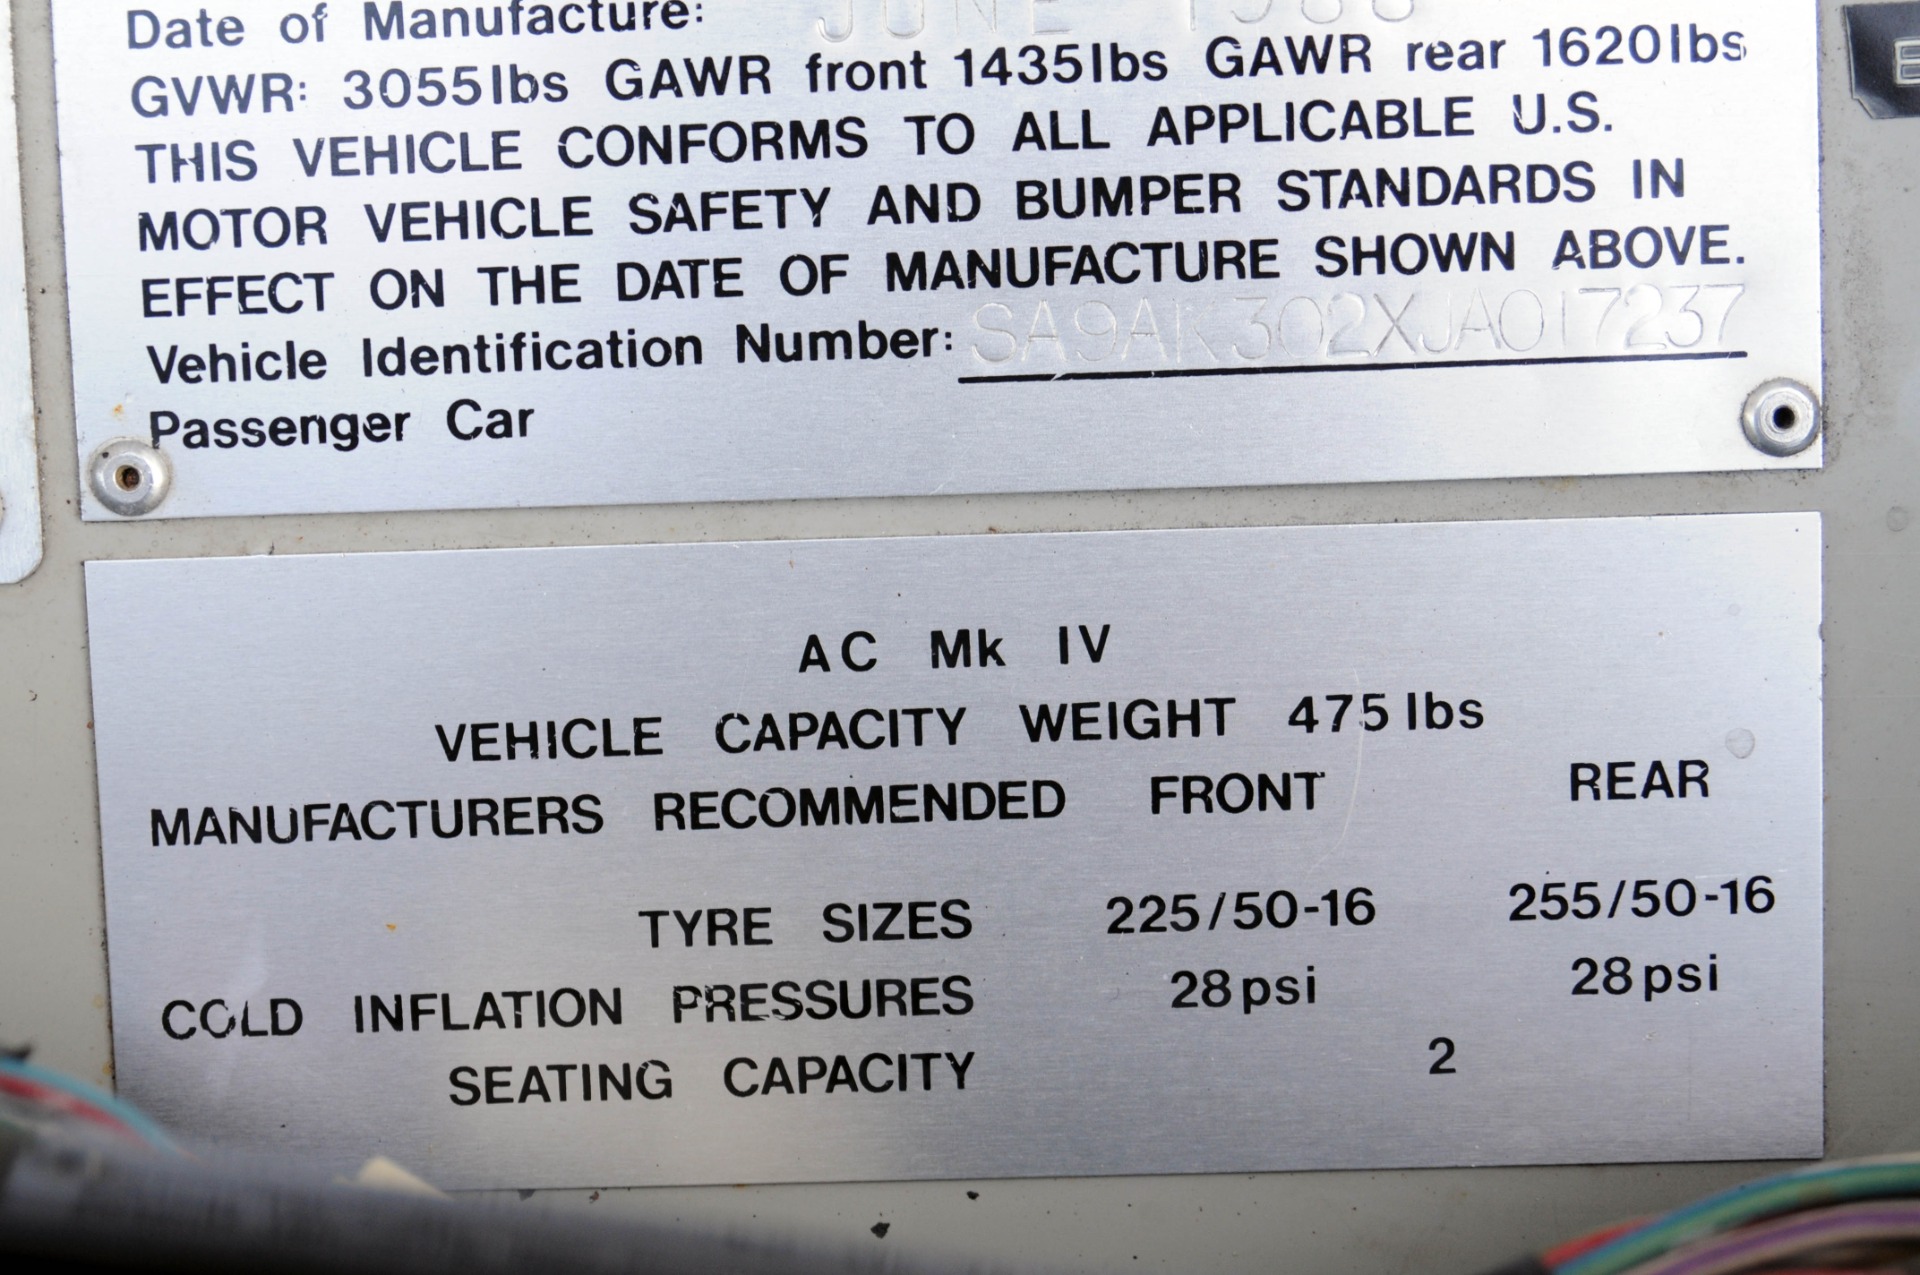 Date of Manufacture: JUNE 1988
GVWR: 3055lbs GAWR front 1435lbs GAWR rear 1620lbs
THIS VEHICLE CONFORMS TO ALL APPLICABLE U.S.
MOTOR VEHICLE SAFETY AND BUMPER STANDARDS IN
EFFECT ON THE DATE OF MANUFACTURE SHOWN ABOVE.
Vehicle Identification Number: SA9AK302XJA017237
Passenger Car
AC Mk IV
VEHICLE CAPACITY WEIGHT 475lbs
MANUFACTURERS RECOMMENDED FRONT REAR
TYRE SIZES 225/50-16 255/50-16
COLD INFLATION PRESSURES 28psi 28psi
SEATING CAPACITY 2